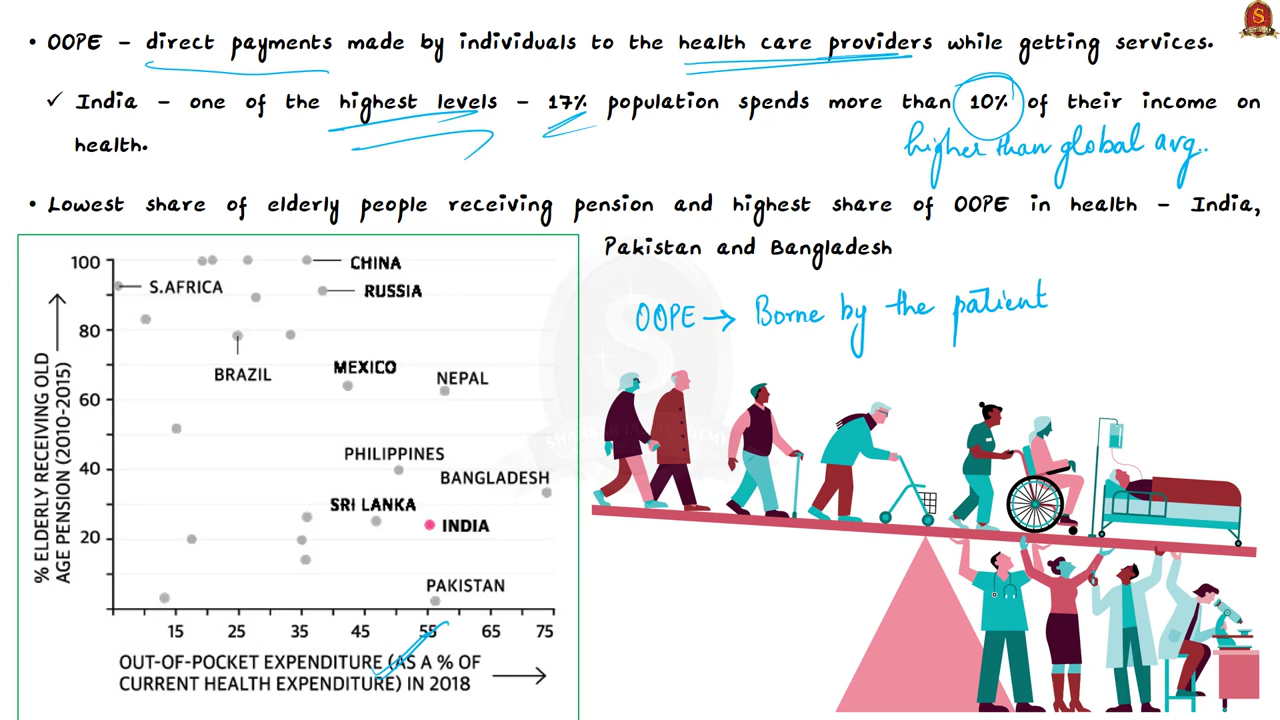 • OOPE – direct payments made by individuals to the health care providers while getting services.
✓ India – one of the highest levels – 17% population spends more than 10% of their income on
health.
higher than global avg..
• Lowest share of elderly people receiving pension and highest share of OOPE in health – India,
Pakistan and Bangladesh
OOPE → Borne by the patient
% ELDERLY RECEIVING OLD
AGE PENSION (2010-2015)
100
80
60
40
20
CHINA
S.AFRICA
RUSSIA
BRAZIL
MEXICO
NEPAL
PHILIPPINES
BANGLADESH
SRI LANKA
INDIA
PAKISTAN
15 25 35 45 55 65 75
OUT-OF-POCKET EXPENDITURE (AS A % OF
CURRENT HEALTH EXPENDITURE) IN 2018